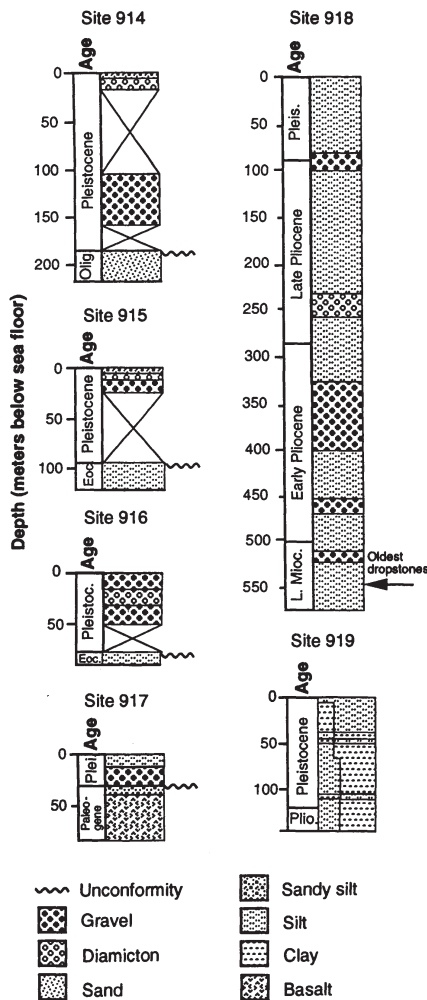 Site 914
Age
0
50
100
150
200
Pleistocene
Olig.
Site 915
Age
0
50
100
Pleistocene
Eoc.
Site 916
Age
0
50
Pleistoc.
Eoc.
Site 917
Age
0
50
Plei.
Paleo-
gene
Depth (meters below sea floor)
Site 918
Age
0
50
100
150
200
250
300
350
400
450
500
550
Pleis.
Late Pliocene
Early Pliocene
L. Mioc.
Oldest
dropstones
Site 919
Age
0
50
100
Pleistocene
Plio.
Unconformity
Gravel
Diamicton
Sand
Sandy silt
Silt
Clay
Basalt